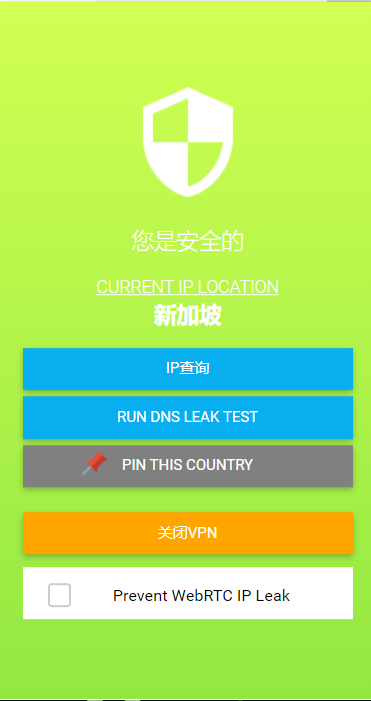 您是安全的
CURRENT IP LOCATION
新加坡
IP查询
RUN DNS LEAK TEST
PIN THIS COUNTRY
关闭VPN
Prevent WebRTC IP Leak